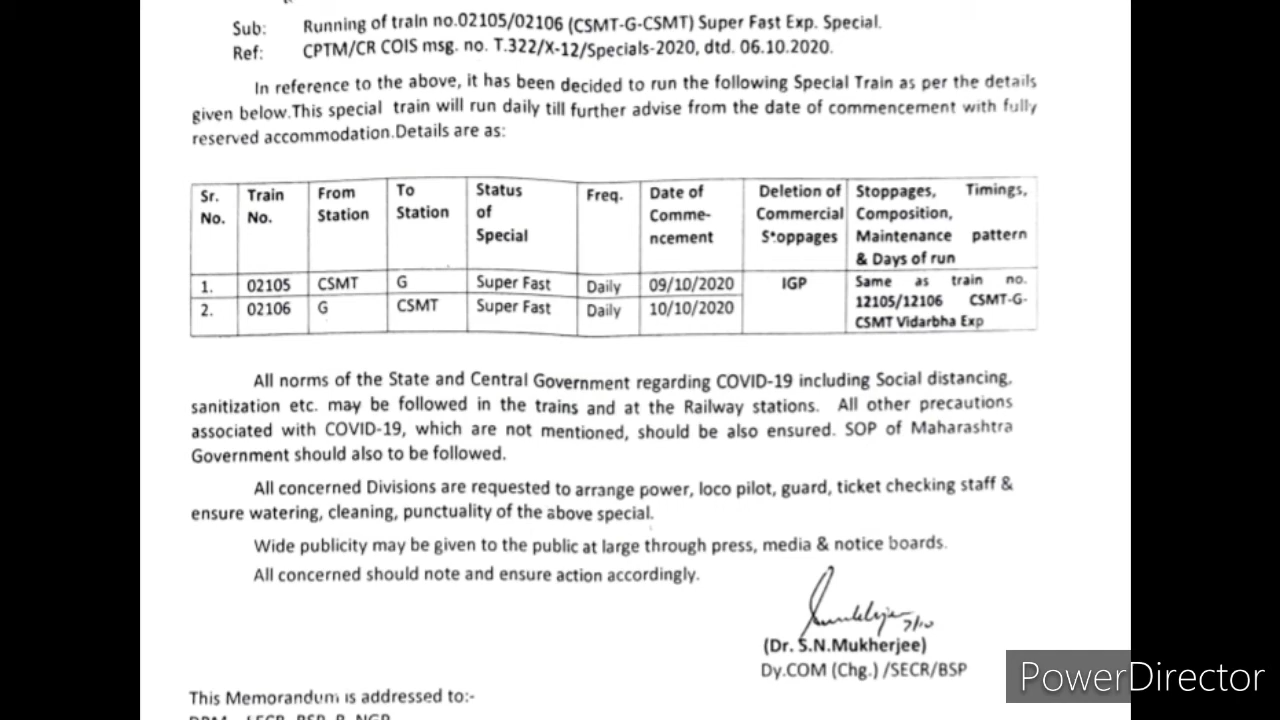 Sub: Running of train no.02105/02106 (CSMT-G-CSMT) Super Fast Exp. Special.
Ref: CPTM/CR COIS msg. no. T.322/X-12/Specials-2020, dtd. 06.10.2020.
In reference to the above, it has been decided to run the following Special Train as per the details
given below.This special train will run daily till further advise from the date of commencement with fully
reserved accommodation.Details are as:
Sr. No. Train No. From Station To Station Status of Special Freq. Date of Comme-ncement Deletion of Commercial Stoppages Stoppages, Timings, Composition, Maintenance pattern & Days of run
1. 02105 CSMT G Super Fast Daily 09/10/2020 IGP Same as train no. 12105/12106 CSMT-G-CSMT Vidarbha Exp
2. 02106 G CSMT Super Fast Daily 10/10/2020
All norms of the State and Central Government regarding COVID-19 including Social distancing,
sanitization etc. may be followed in the trains and at the Railway stations. All other precautions
associated with COVID-19, which are not mentioned, should be also ensured. SOP of Maharashtra
Government should also to be followed.
All concerned Divisions are requested to arrange power, loco pilot, guard, ticket checking staff &
ensure watering, cleaning, punctuality of the above special.
Wide publicity may be given to the public at large through press, media & notice boards.
All concerned should note and ensure action accordingly.
7/10
(Dr. S.N.Mukherjee)
Dy.COM (Chg.) /SECR/BSP
PowerDirector
This Memorandum is addressed to:-